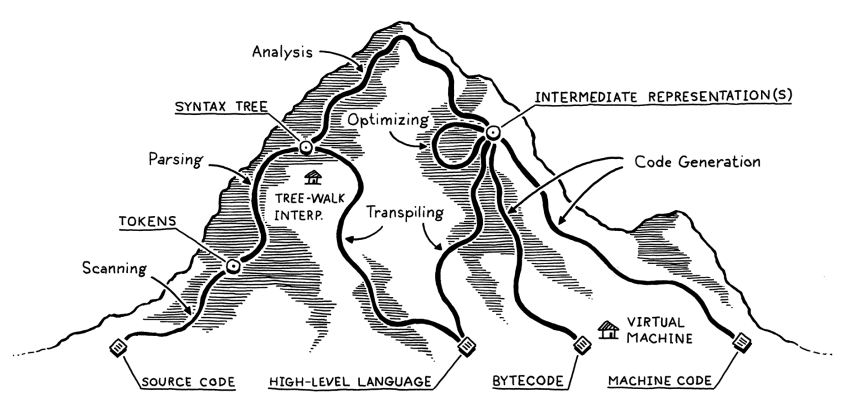 Analysis
INTERMEDIATE REPRESENTATION(S)
SYNTAX TREE
Optimizing
Parsing
Code Generation
TREE-WALK
INTERP.
Transpiling
TOKENS
Scanning
VIRTUAL
MACHINE
SOURCE CODE
HIGH-LEVEL LANGUAGE
BYTECODE
MACHINE CODE